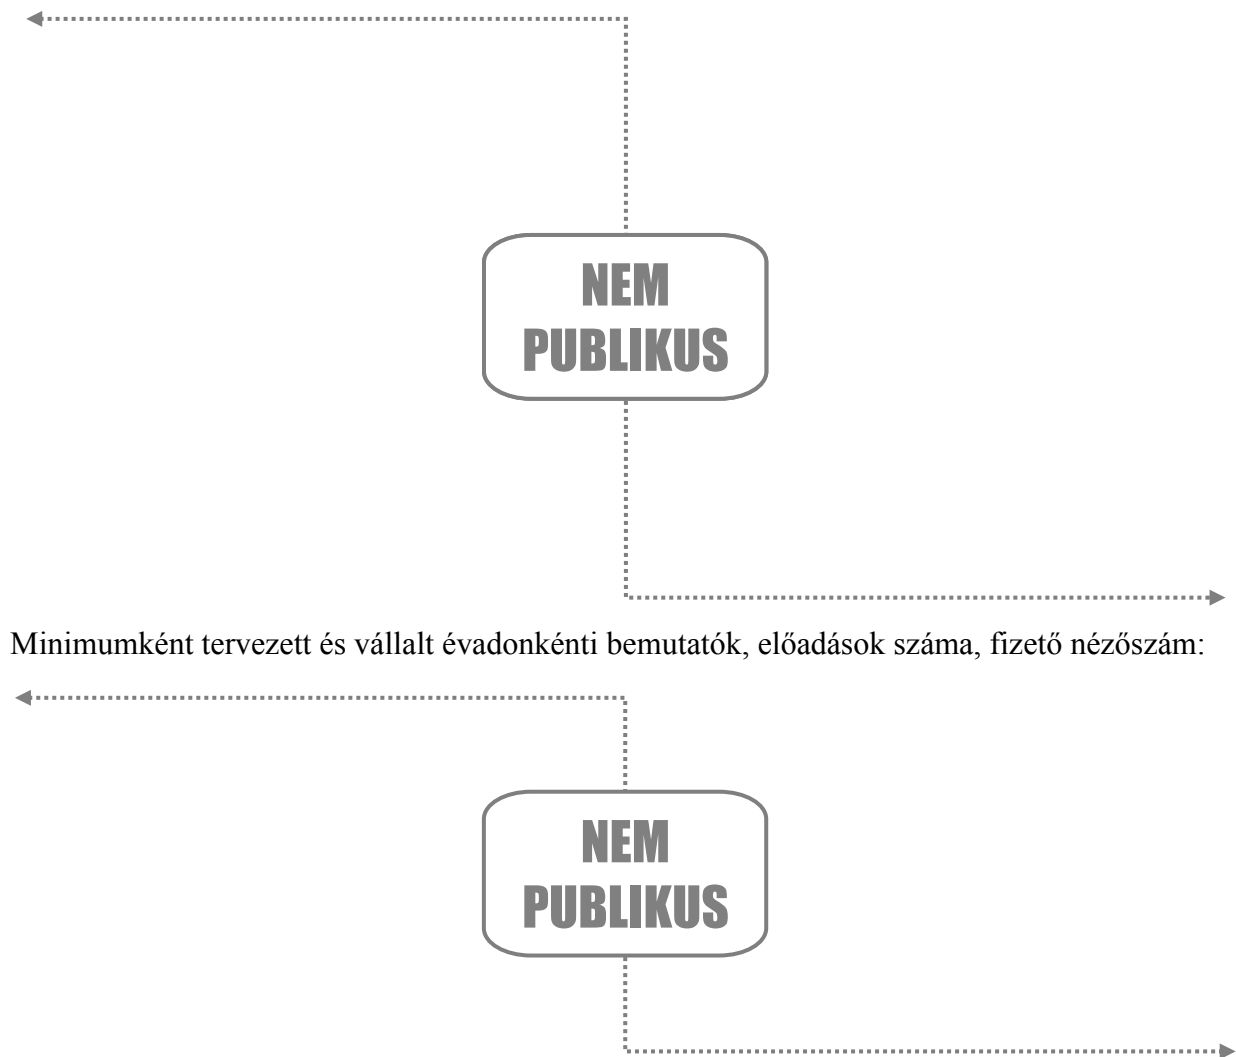 NEM
PUBLIKUS
Minimumként tervezett és vállalt évadonkénti bemutatók, előadások száma, fizető nézőszám:
NEM
PUBLIKUS